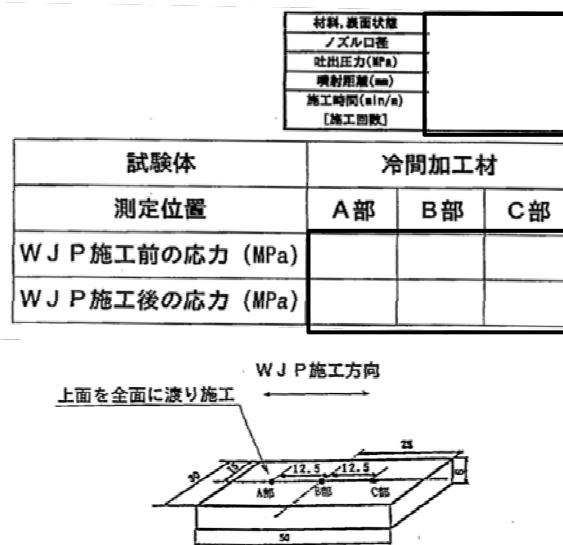 材料,表面状態
ノズル口径
吐出圧力(MPa)
噴射距離(mm)
施工時間(min/m)
[施工回数]
試験体 冷間加工材
測定位置 A部 B部 C部
WJP施工前の応力 (MPa)
WJP施工後の応力 (MPa)
WJP施工方向
上面を全面に渡り施工
25
30 15 12.5 12.5
A部 B部 C部
50